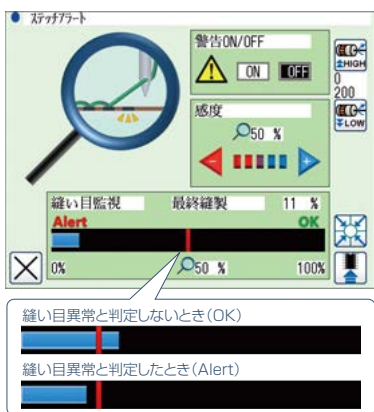 ステッチアラート
警告ON/OFF
ON OFF
HIGH
0
200
LOW
感度
50 %
縫い目監視 最終縫製 11 %
Alert OK
0% 50 % 100%
縫い目異常と判定しないとき(OK)
縫い目異常と判定したとき(Alert)